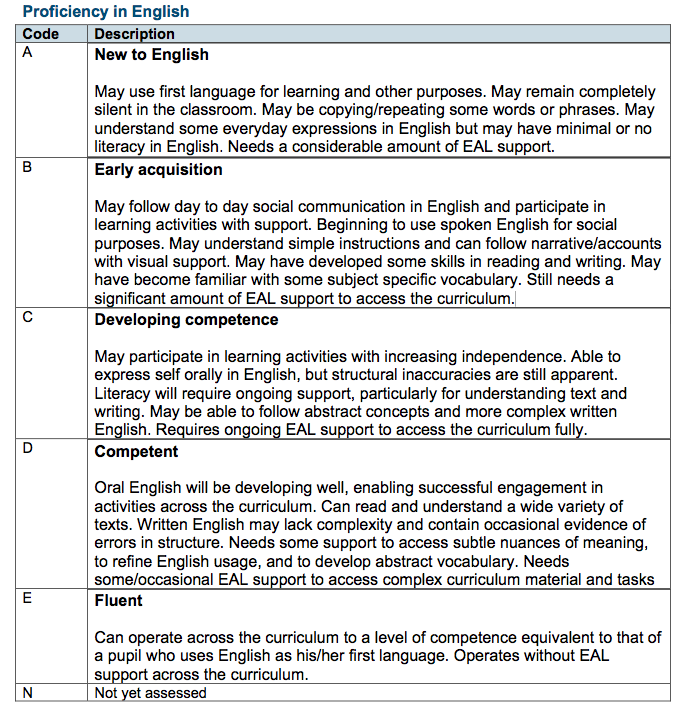 Proficiency in English
Code Description
A New to English
May use first language for learning and other purposes. May remain completely
silent in the classroom. May be copying/repeating some words or phrases. May
understand some everyday expressions in English but may have minimal or no
literacy in English. Needs a considerable amount of EAL support.
B Early acquisition
May follow day to day social communication in English and participate in
learning activities with support. Beginning to use spoken English for social
purposes. May understand simple instructions and can follow narrative/accounts
with visual support. May have developed some skills in reading and writing. May
have become familiar with some subject specific vocabulary. Still needs a
significant amount of EAL support to access the curriculum.
C Developing competence
May participate in learning activities with increasing independence. Able to
express self orally in English, but structural inaccuracies are still apparent.
Literacy will require ongoing support, particularly for understanding text and
writing. May be able to follow abstract concepts and more complex written
English. Requires ongoing EAL support to access the curriculum fully.
D Competent
Oral English will be developing well, enabling successful engagement in
activities across the curriculum. Can read and understand a wide variety of
texts. Written English may lack complexity and contain occasional evidence of
errors in structure. Needs some support to access subtle nuances of meaning,
to refine English usage, and to develop abstract vocabulary. Needs
some/occasional EAL support to access complex curriculum material and tasks
E Fluent
Can operate across the curriculum to a level of competence equivalent to that of
a pupil who uses English as his/her first language. Operates without EAL
support across the curriculum.
N Not yet assessed